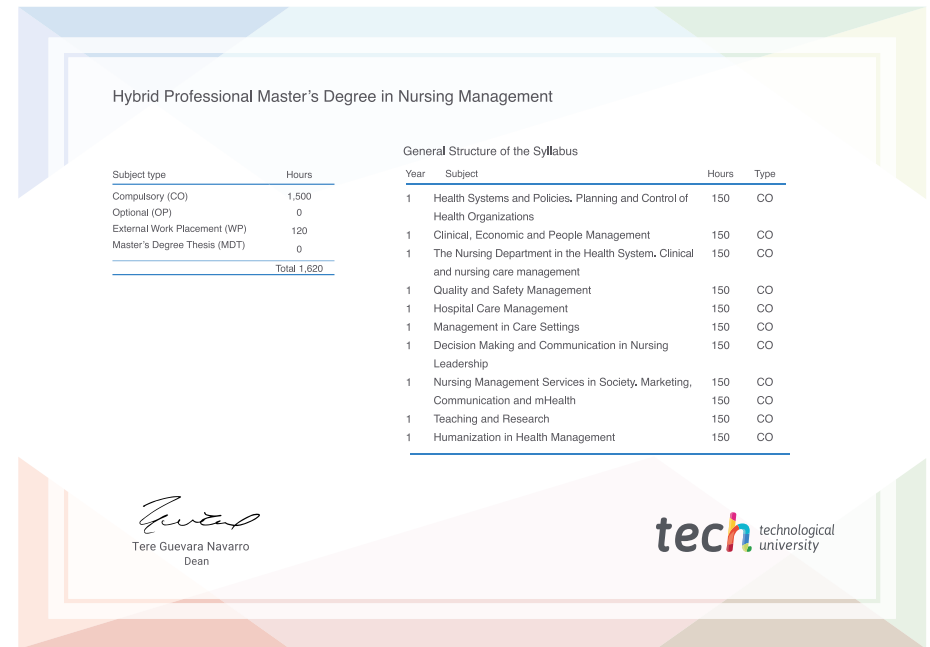 Hybrid Professional Master's Degree in Nursing Management
Subject type Hours
Compulsory (CO) 1,500
Optional (OP) 0
External Work Placement (WP) 120
Master's Degree Thesis (MDT) 0
Total 1,620
General Structure of the Syllabus
Year Subject Hours Type
1 Health Systems and Policies. Planning and Control of 150 CO
Health Organizations
1 Clinical, Economic and People Management 150 CO
1 The Nursing Department in the Health System. Clinical 150 CO
and nursing care management
1 Quality and Safety Management 150 CO
1 Hospital Care Management 150 CO
1 Management in Care Settings 150 CO
1 Decision Making and Communication in Nursing 150 CO
Leadership
1 Nursing Management Services in Society. Marketing, 150 CO
Communication and mHealth 150 CO
1 Teaching and Research 150 CO
1 Humanization in Health Management 150 CO
Tere Guevara Navarro
Dean
tech technological
university